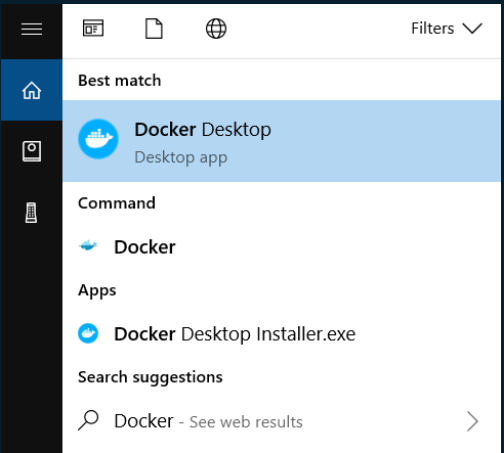 Filters
Best match
Docker Desktop
Desktop app
Command
Docker
Apps
Docker Desktop Installer.exe
Search suggestions
Docker - See web results